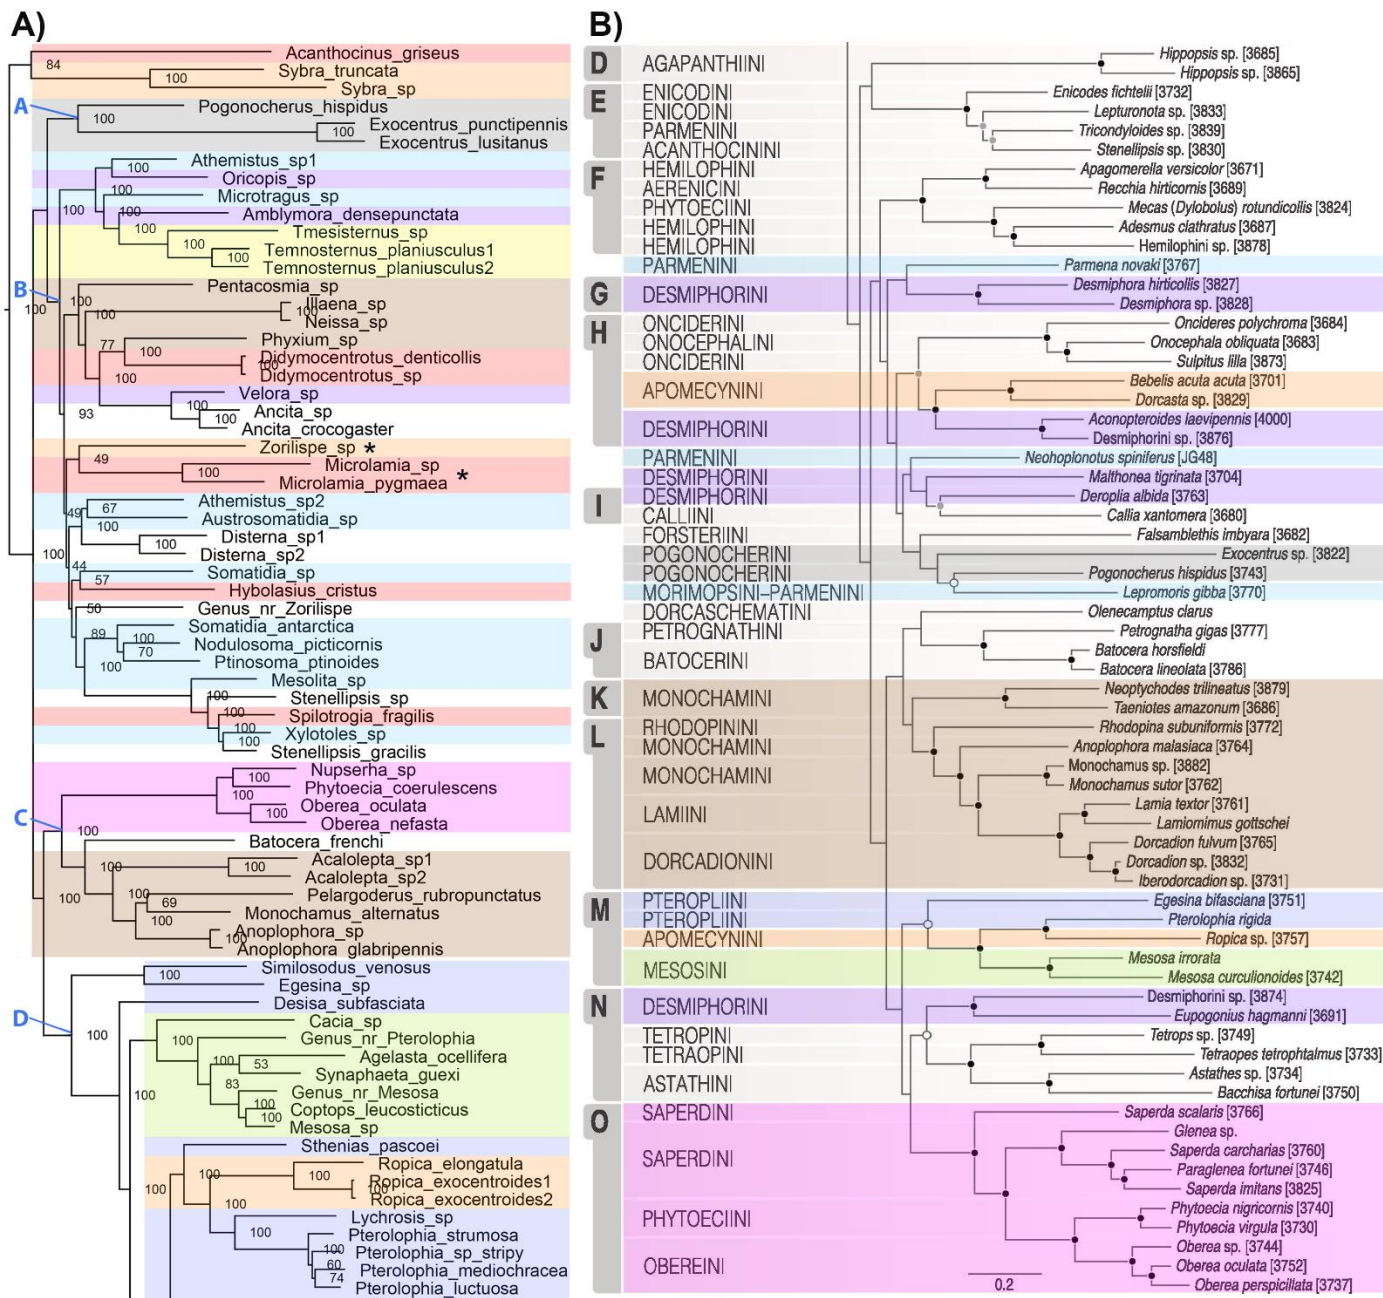 A)
Acanthocinus_griseus
84
Sybra_truncata
100
Sybra_sp
A
Pogonocherus_hispidus
100
Exocentrus_punctipennis
100
Exocentrus_lusitanus
Athemistus_sp1
100
Oricopis_sp
100
Microtragus_sp
100
100
Amblymora_densepunctata
100
Tmesisternus_sp
100
Temnosternus_planiusculus1
100
Temnosternus_planiusculus2
B
Pentacosmia_sp
100
100
Illaena_sp
100
100
Neissa_sp
Phyxium_sp
77
100
Didymocentrotus_denticollis
100
100
Didymocentrotus_sp
Velora_sp
100
93
Ancita_sp
100
Ancita_crocogaster
Zorilispe_sp *
49
Microlamia_sp
100
*
Microlamia_pygmaea
Athemistus_sp2
67
49
Austrosomatidia_sp
100
Disterna_sp1
100
100
Disterna_sp2
44
Somatidia_sp
57
Hybolasius_cristus
50
Genus_nr_Zorilispe
Somatidia_antarctica
89
100
Nodulosoma_picticornis
70
100
Ptinosoma_ptinoides
Mesolita_sp
100
Stenellipsis_sp
100
Spilotrogia_fragilis
100
Xylotoles_sp
100
Stenellipsis_gracilis
Nupserha_sp
100
Phytoecia_coerulescens
100
Oberea_oculata
100
C
Oberea_nefasta
100
Batocera_frenchi
Acalolepta_sp1
100
100
Acalolepta_sp2
100
100
Pelargoderus_rubropunctatus
69
Monochamus_alternatus
100
Anoplophora_sp
100
Anoplophora_glabripennis
Similosodus_venosus
100
Egesina_sp
Desisa_subfasciata
D
100
Cacia_sp
100
Genus_nr_Pterolophia
100
Agelasta_ocellifera
53
Synaphaeta_guexi
83
100
Genus_nr_Mesosa
100
Coptops_leucosticticus
100
Mesosa_sp
Sthenias_pascoei
Ropica_elongatula
100
100
100
Ropica_exocentroides1
100
100
Ropica_exocentroides2
Lychrosis_sp
100
Pterolophia_strumosa
100
Pterolophia_sp_stripy
60
Pterolophia_mediochracea
74
Pterolophia_luctuosa
B)
D
AGAPANTHIINI
Hippopsis sp. [3685]
Hippopsis sp. [3865]
E
ENICODINI
Enicodes fichtelii [3732]
ENICODINI
Lepturonota sp. [3833]
PARMENINI
Tricondyloides sp. [3839]
ACANTHOCININI
Stenellipsis sp. [3830]
F
HEMILOPHINI
Apagomerella versicolor [3671]
AERENICINI
Recchia hirticornis [3689]
PHYTOECIINI
Mecas (Dylobolus) rotundicollis [3824]
HEMILOPHINI
Adesmus clathratus [3687]
HEMILOPHINI
Hemilophini sp. [3878]
PARMENINI
Parmena novaki [3767]
G
DESMIPHORINI
Desmiphora hirticollis [3827]
Desmiphora sp. [3828]
H
ONCIDERINI
Oncideres polychroma [3684]
ONOCEPHALINI
Onocephala obliquata [3683]
ONCIDERINI
Sulpitus lilla [3873]
APOMECYNINI
Bebelis acuta acuta [3701]
Dorcasta sp. [3829]
DESMIPHORINI
Aconopteroides laevipennis [4000]
Desmiphorini sp. [3876]
PARMENINI
Neohoplonotus spiniferus [JG48]
DESMIPHORINI
Malthonea tigrinata [3704]
I
DESMIPHORINI
Deroplia albida [3763]
CALLIINI
Callia xantomera [3680]
FORSTERIINI
Falsamblethis imbyara [3682]
POGONOCHERINI
Exocentrus sp. [3822]
POGONOCHERINI
Pogonocherus hispidus [3743]
MORIMOPSINI–PARMENINI
Lepromoris gibba [3770]
DORCASCHEMATINI
Olenecamptus clarus
J
PETROGNATHINI
Petrognatha gigas [3777]
BATOCERINI
Batocera horsfieldi
Batocera lineolata [3786]
K
MONOCHAMINI
Neoptychodes trilineatus [3879]
Taeniotes amazonum [3686]
L
RHODOPININI
Rhodopina subuniformis [3772]
MONOCHAMINI
Anoplophora malasiaca [3764]
MONOCHAMINI
Monochamus sp. [3882]
Monochamus sutor [3762]
LAMIINI
Lamia textor [3761]
Lamiomimus gottschei
DORCADIONINI
Dorcadion fulvum [3765]
Dorcadion sp. [3832]
Iberodorcadion sp. [3731]
M
PTEROPLIINI
Egesina bifasciana [3751]
PTEROPLIINI
Pterolophia rigida
APOMECYNINI
Ropica sp. [3757]
MESOSINI
Mesosa irrorata
Mesosa curculionoides [3742]
N
DESMIPHORINI
Desmiphorini sp. [3874]
Eupogonius hagmanni [3691]
TETROPINI
Tetrops sp. [3749]
TETRAOPINI
Tetraopes tetrophtalmus [3733]
ASTATHINI
Astathes sp. [3734]
Bacchisa fortunei [3750]
O
SAPERDINI
Saperda scalaris [3766]
SAPERDINI
Glenea sp.
Saperda carcharias [3760]
Paraglenea fortunei [3746]
Saperda imitans [3825]
PHYTOECIINI
Phytoecia nigricornis [3740]
Phytoecia virgula [3730]
OBEREINI
Oberea sp. [3744]
Oberea oculata [3752]
Oberea perspicillata [3737]
0.2